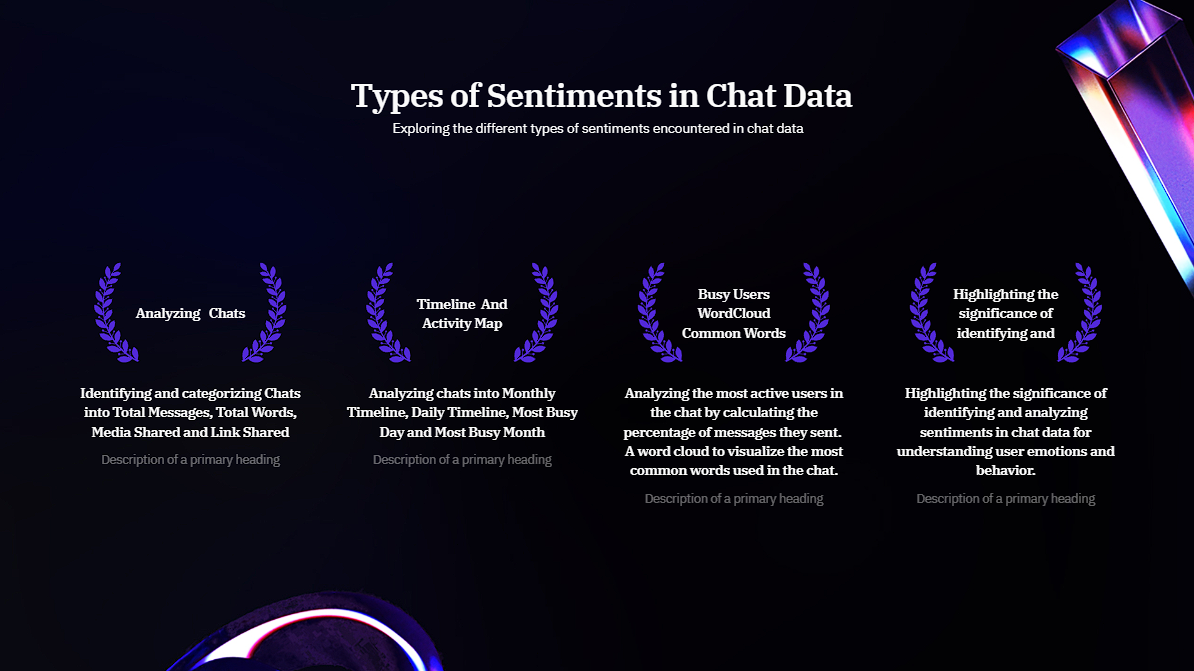 Types of Sentiments in Chat Data
Exploring the different types of sentiments encountered in chat data
Analyzing Chats
Identifying and categorizing Chats
into Total Messages, Total Words,
Media Shared and Link Shared
Description of a primary heading
Timeline And
Activity Map
Analyzing chats into Monthly
Timeline, Daily Timeline, Most Busy
Day and Most Busy Month
Description of a primary heading
Busy Users
WordCloud
Common Words
Analyzing the most active users in
the chat by calculating the
percentage of messages they sent.
A word cloud to visualize the most
common words used in the chat.
Description of a primary heading
Highlighting the
significance of
identifying and
Highlighting the significance of
identifying and analyzing
sentiments in chat data for
understanding user emotions and
behavior.
Description of a primary heading